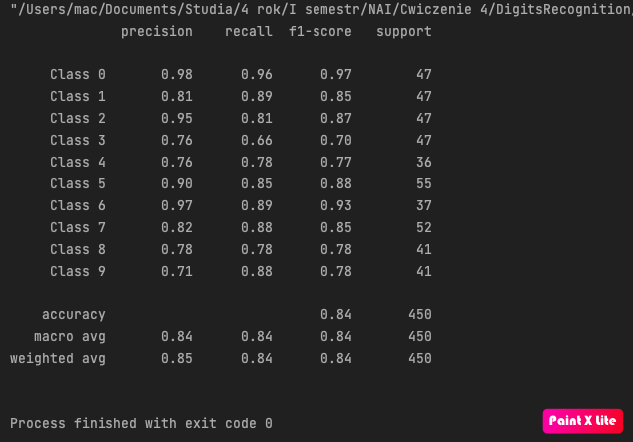 "/Users/mac/Documents/Studia/4 rok/I semestr/NAI/Cwiczenie 4/DigitsRecognition/
precision recall f1-score support
Class 0 0.98 0.96 0.97 47
Class 1 0.81 0.89 0.85 47
Class 2 0.95 0.81 0.87 47
Class 3 0.76 0.66 0.70 47
Class 4 0.76 0.78 0.77 36
Class 5 0.90 0.85 0.88 55
Class 6 0.97 0.89 0.93 37
Class 7 0.82 0.88 0.85 52
Class 8 0.78 0.78 0.78 41
Class 9 0.71 0.88 0.78 41
accuracy 0.84 450
macro avg 0.84 0.84 0.84 450
weighted avg 0.85 0.84 0.84 450
Process finished with exit code 0
Paint X Lite